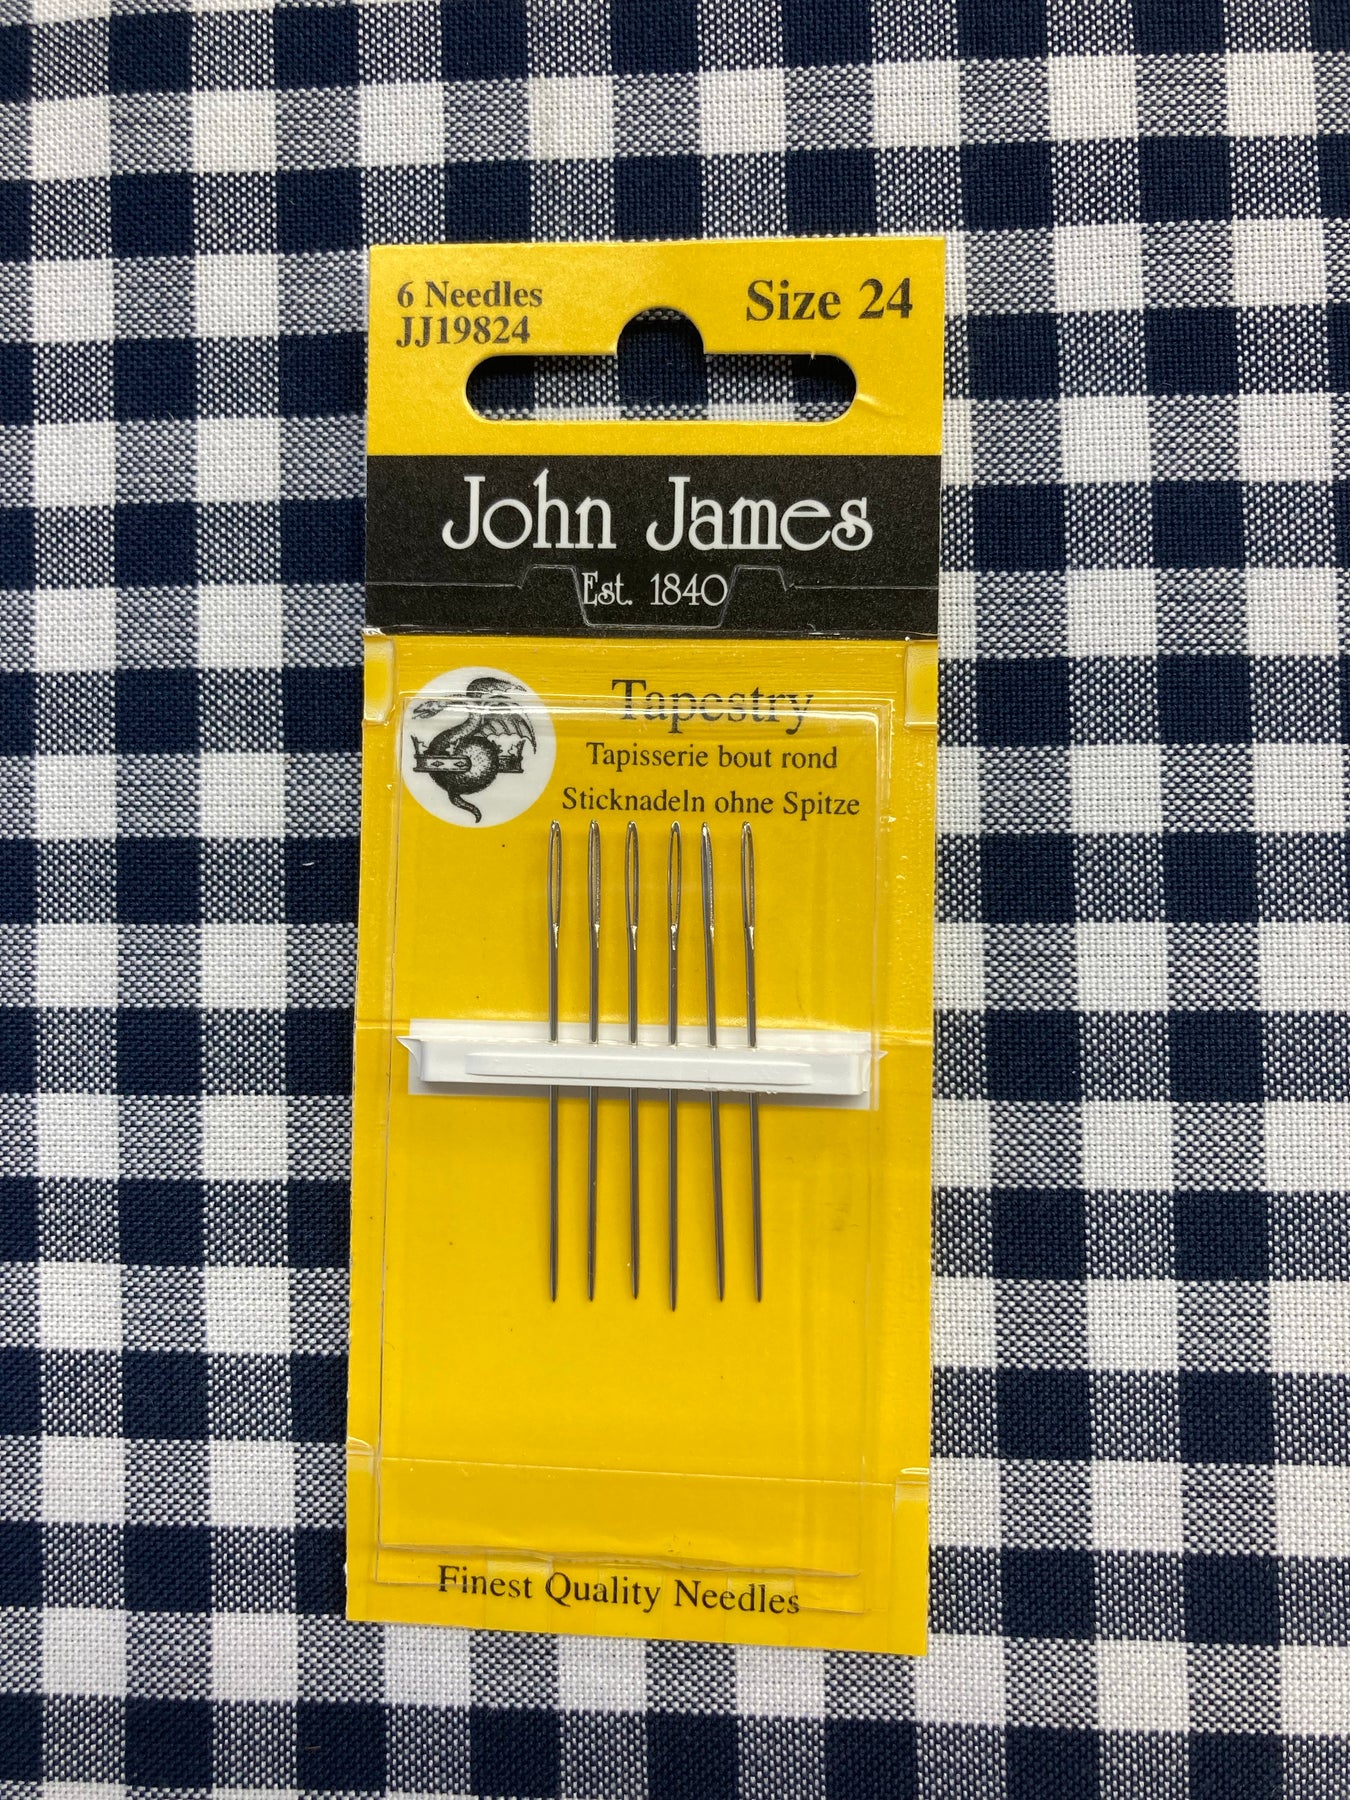 6 Needles
JJ19824
Size 24
John James
Est. 1840
Tapestry
Tapisserie bout rond
Sticknadeln ohne Spitze
Finest Quality Needles